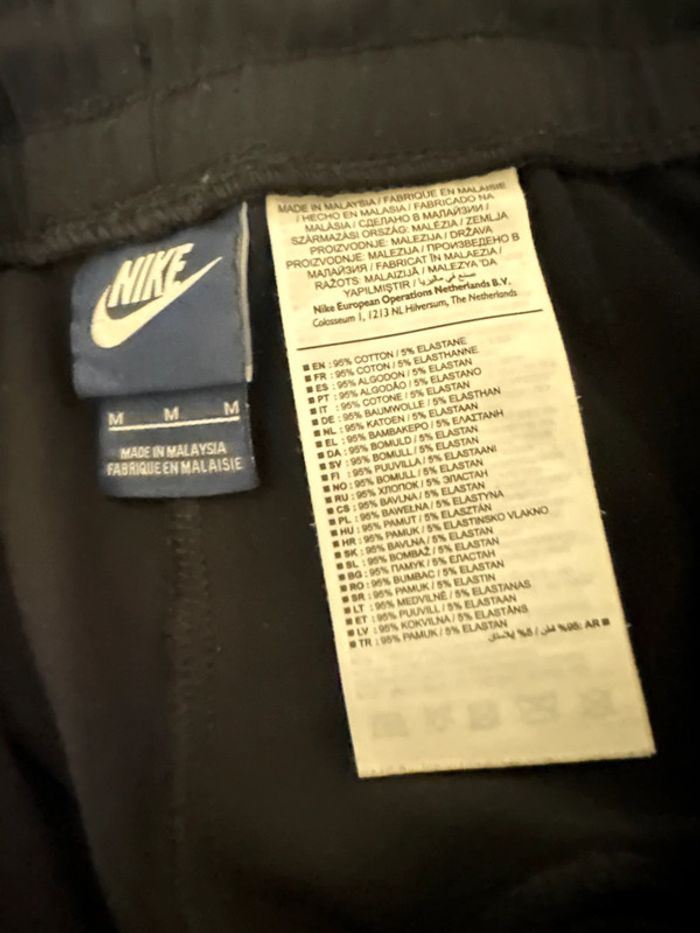 NIKE
M M M
MADE IN MALAYSIA
FABRIQUE EN MALAISIE
MADE IN MALAYSIA / FABRIQUE EN MALAISIE
/ HECHO EN MALASIA / FABRICADO NA
MALÁSIA / СДЕЛАНО В МАЛАЙЗИИ /
SZÁRMAZÁSI ORSZÁG: MALÉZIA / ZEMLJA
PROIZVODNJE: MALEZIJA / DRŽAVA
PROIZVODNJE: MALEZIJA / ПРОИЗВЕДЕНО В
МАЛАЙЗИЯ / FABRICAT ÎN MALAEZIA /
RAŽOTS: MALAIZIJĀ / MALEZYA 'DA
YAPILMIŞTIR / صنع في ماليزيا
Nike European Operations Netherlands B.V.
Colosseum 1, 1213 NL Hilversum, The Netherlands
■ EN : 95% COTTON / 5% ELASTANE
■ FR : 95% COTON / 5% ELASTHANNE
■ ES : 95% ALGODON / 5% ELASTAN
■ PT : 95% ALGODÃO / 5% ELASTANO
■ IT : 95% COTONE / 5% ELASTAN
■ DE : 95% BAUMWOLLE / 5% ELASTHAN
■ NL : 95% KATOEN / 5% ELASTAAN
■ EL : 95% ΒΑΜΒΑΚΕΡΟ / 5% ΕΛΑΣΤΑΝΗ
■ DA : 95% BOMULD / 5% ELASTAN
■ SV : 95% BOMULL / 5% ELASTAN
■ FI : 95% PUUVILLA / 5% ELASTAANI
■ NO : 95% BOMULL / 5% ELASTAN
■ RU : 95% ХЛОПОК / 5% ЭЛАСТАН
■ CS : 95% BAVLNA / 5% ELASTAN
■ PL : 95% BAWEŁNA / 5% ELASTYNA
■ HU : 95% PAMUT / 5% ELASZTÁN
■ HR : 95% PAMUK / 5% ELASTINSKO VLAKNO
■ SK : 95% BAVLNA / 5% ELASTAN
■ SL : 95% BOMBAŽ / 5% ELASTAN
■ BG : 95% ПАМУК / 5% ЕЛАСТАН
■ RO : 95% BUMBAC / 5% ELASTAN
■ SR : 95% PAMUK / 5% ELASTIN
■ LT : 95% MEDVILNĖ / 5% ELASTANAS
■ ET : 95% PUUVILL / 5% ELASTAAN
■ LV : 95% KOKVILNA / 5% ELASTĀNS
■ TR : 95% PAMUK / 5% ELASTAN
■ AR : %95 قطن / %5 إيلاستان